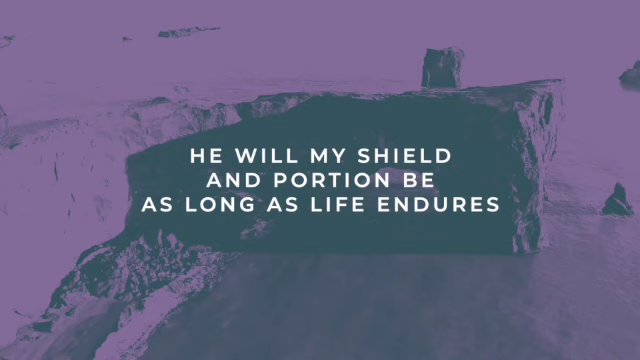 HE WILL MY SHIELD
AND PORTION BE
AS LONG AS LIFE ENDURES